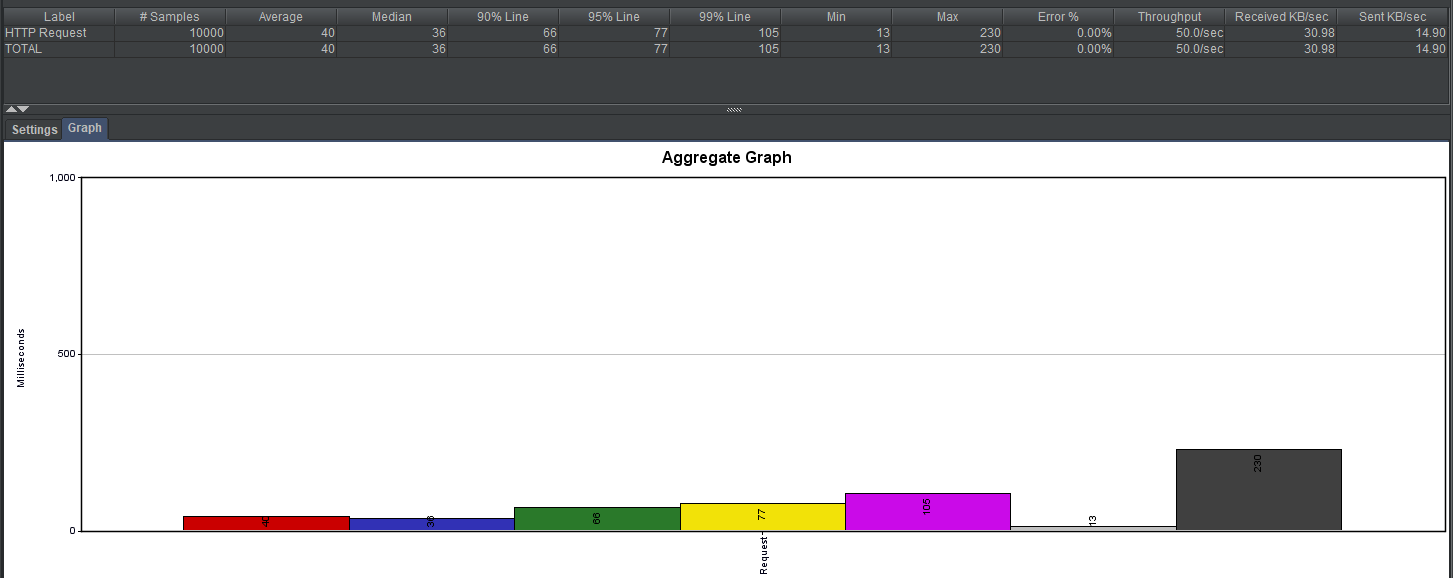 Label # Samples Average Median 90% Line 95% Line 99% Line Min Max Error % Throughput Received KB/sec Sent KB/sec
HTTP Request 10000 40 36 66 77 105 13 230 0.00% 50.0/sec 30.98 14.90
TOTAL 10000 40 36 66 77 105 13 230 0.00% 50.0/sec 30.98 14.90
Settings Graph
Aggregate Graph
1,000
500
0
Milliseconds
40 36 66 77 105 13 230
Request